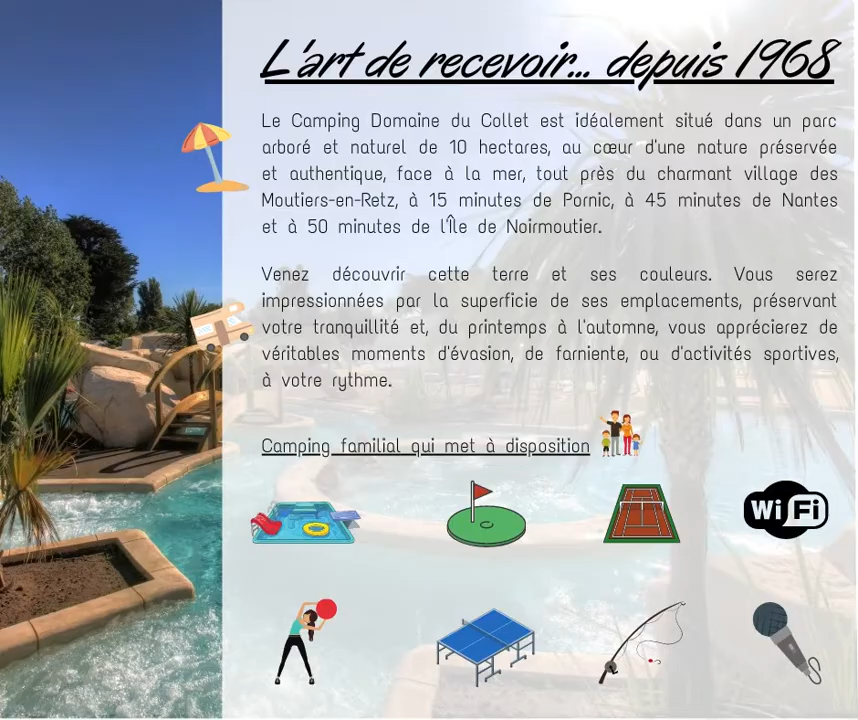 L'art de recevoir... depuis 1968
Le Camping Domaine du Collet est idéalement situé dans un parc
arboré et naturel de 10 hectares, au cœur d'une nature préservée
et authentique, face à la mer, tout près du charmant village des
Moutiers-en-Retz, à 15 minutes de Pornic, à 45 minutes de Nantes
et à 50 minutes de l'Île de Noirmoutier.
Venez découvrir cette terre et ses couleurs. Vous serez
impressionnées par la superficie de ses emplacements, préservant
votre tranquillité et, du printemps à l'automne, vous apprécierez de
véritables moments d'évasion, de farniente, ou d'activités sportives,
à votre rythme.
Camping familial qui met à disposition
Wi Fi